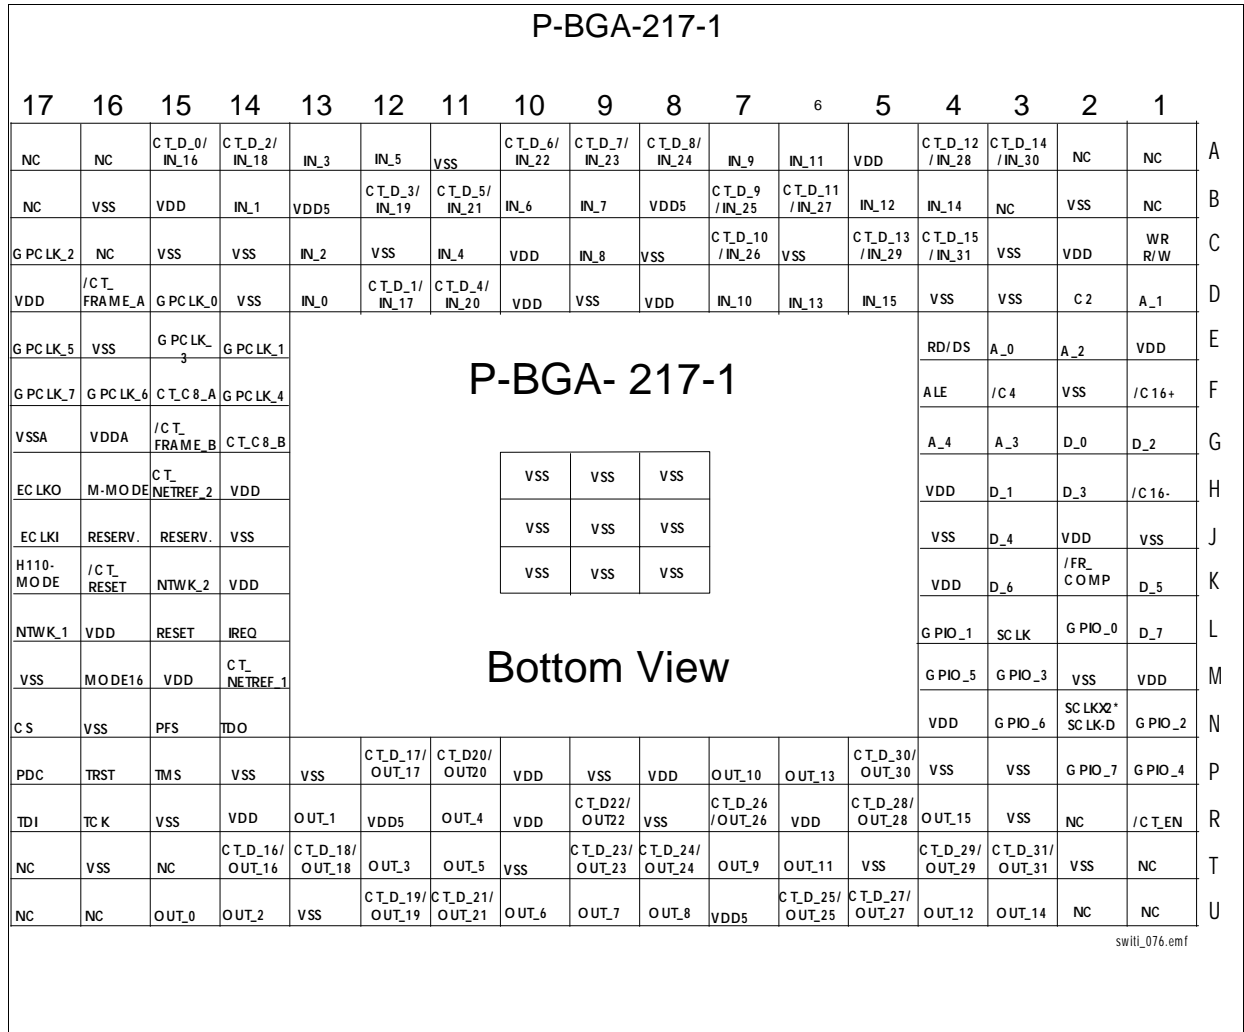 P-BGA-217-1
17 16 15 14 13 12 11 10 9 8 7 6 5 4 3 2 1
NC NC CT_D_0/ IN_16 CT_D_2/ IN_18 IN_3 IN_5 VSS CT_D_6/ IN_22 CT_D_7/ IN_23 CT_D_8/ IN_24 IN_9 IN_11 VDD CT_D_12 /IN_28 CT_D_14 /IN_30 NC NC A
NC VSS VDD IN_1 VDD5 CT_D_3/ IN_19 CT_D_5/ IN_21 IN_6 IN_7 VDD5 CT_D_9 /IN_25 CT_D_11 /IN_27 IN_12 IN_14 NC VSS NC B
GPCLK_2 NC VSS VSS IN_2 VSS IN_4 VDD IN_8 VSS CT_D_10 /IN_26 VSS CT_D_13 /IN_29 CT_D_15 /IN_31 VSS VDD WR R/W C
VDD /CT_ FRAME_A GPCLK_0 VSS IN_0 CT_D_1/ IN_17 CT_D_4/ IN_20 VDD VSS VDD IN_10 IN_13 IN_15 VSS VSS C2 A_1 D
GPCLK_5 VSS GPCLK_ 3 GPCLK_1 RD/DS A_0 A_2 VDD E
P-BGA- 217-1
GPCLK_7 GPCLK_6 CT_C8_A GPCLK_4 ALE /C4 VSS /C16+ F
VSSA VDDA /CT_ FRAME_B CT_C8_B A_4 A_3 D_0 D_2 G
ECLKO M-MODE CT_ NETREF_2 VDD VSS VSS VSS VDD D_1 D_3 /C16- H
ECLKI RESERV. RESERV. VSS VSS VSS VSS VSS D_4 VDD VSS J
H110- MODE /CT_ RESET NTWK_2 VDD VSS VSS VSS VDD D_6 /FR_ COMP D_5 K
NTWK_1 VDD RESET IREQ GPIO_1 SCLK GPIO_0 D_7 L
Bottom View
VSS MODE16 VDD CT_ NETREF_1 GPIO_5 GPIO_3 VSS VDD M
CS VSS PFS TDO VDD GPIO_6 SCLKX2* SCLK-D GPIO_2 N
PDC TRST TMS VSS VSS CT_D_17/ OUT_17 CT_D20/ OUT20 VDD VSS VDD OUT_10 OUT_13 CT_D_30/ OUT_30 VSS VSS GPIO_7 GPIO_4 P
TDI TCK VSS VDD OUT_1 VDD5 OUT_4 VDD CT_D22/ OUT22 VSS CT_D_26 /OUT_26 VDD CT_D_28/ OUT_28 OUT_15 VSS NC /CT_EN R
NC VSS NC CT_D_16/ OUT_16 CT_D_18/ OUT_18 OUT_3 OUT_5 VSS CT_D_23/ OUT_23 CT_D_24/ OUT_24 OUT_9 OUT_11 VSS CT_D_29/ OUT_29 CT_D_31/ OUT_31 VSS NC T
NC NC OUT_0 OUT_2 VSS CT_D_19/ OUT_19 CT_D_21/ OUT_21 OUT_6 OUT_7 OUT_8 VDD5 CT_D_25/ OUT_25 CT_D_27/ OUT_27 OUT_12 OUT_14 NC NC U
switi_076.emf